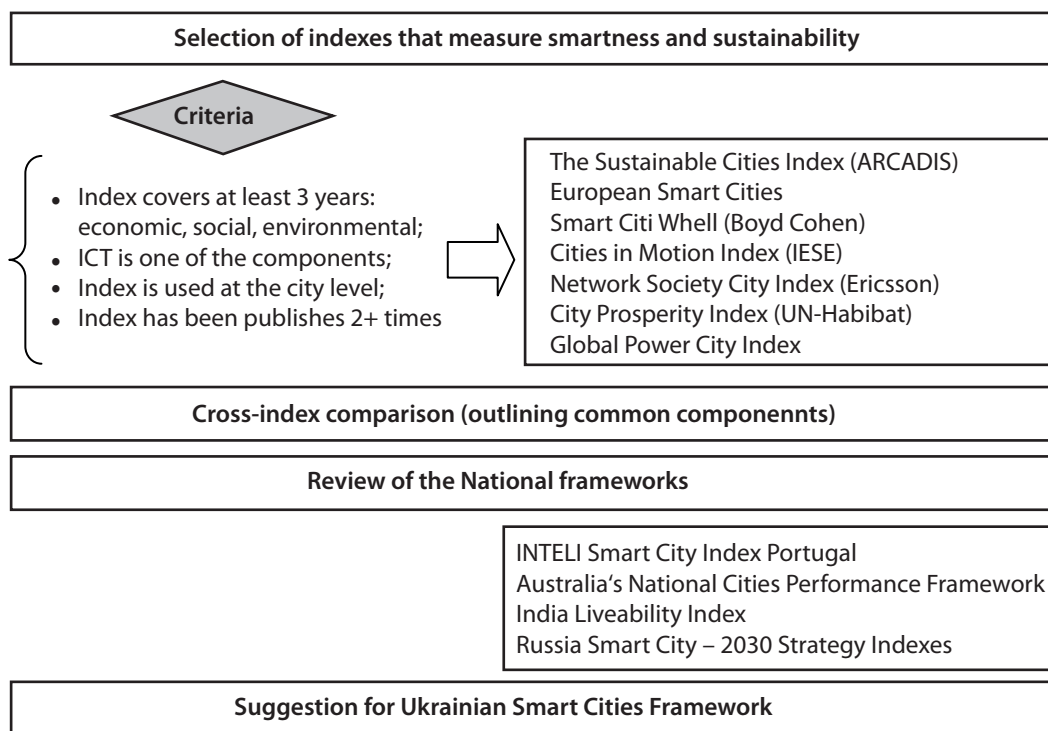 Selection of indexes that measure smartness and sustainability
Criteria
• Index covers at least 3 years:
economic, social, environmental;
• ICT is one of the components;
• Index is used at the city level;
• Index has been publishes 2+ times
The Sustainable Cities Index (ARCADIS)
European Smart Cities
Smart Citi Whell (Boyd Cohen)
Cities in Motion Index (IESE)
Network Society City Index (Ericsson)
City Prosperity Index (UN-Habibat)
Global Power City Index
Cross-index comparison (outlining common componennts)
Review of the National frameworks
INTELI Smart City Index Portugal
Australia‘s National Cities Performance Framework
India Liveability Index
Russia Smart City – 2030 Strategy Indexes
Suggestion for Ukrainian Smart Cities Framework